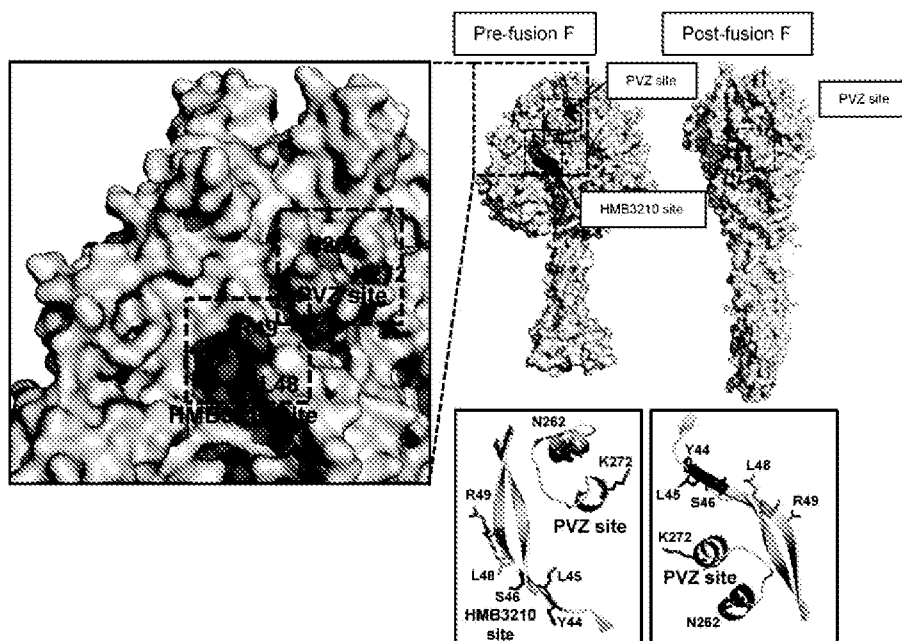 Pre-fusion F
Post-fusion F
PVZ site
PVZ site
HMB3210 site
PVZ site
L48
N262
K272
R49
PVZ site
L48
L45
S46
HMB3210
Y44
site
Y44
L48
L45
S46
R49
K272
PVZ site
N262